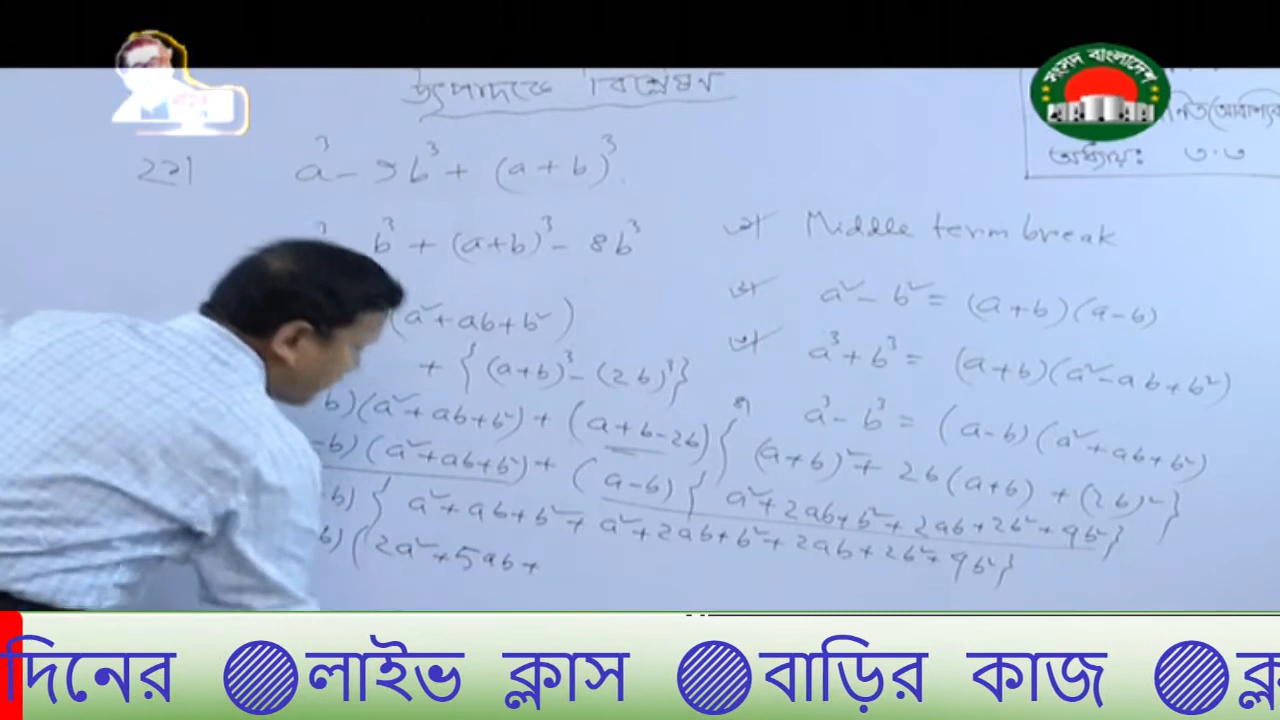 সংসদ বাংলাদেশ
উৎপাদকে বিশ্লেষণ
গণিত(আবশ্যিক
অধ্যায়ঃ ৩.৩
২২। a³ - 9b³ + (a+b)³.
b³ + (a+b)³ - 8b³
(a²+ab+b²)
+ {(a+b)³ - (2b)³}
b)(a²+ab+b²) + (a+b-2b){(a+b)²+ 2b(a+b) + (2b)²}
-b)(a²+ab+b²) + (a-b){a²+2ab+b²+2ab+2b²+4b²}
-b){a²+ab+b²+a²+2ab+b²+2ab+2b²+4b²}
b)(2a²+5ab+
Middle term break
a² - b² = (a+b)(a-b)
a³+b³ = (a+b)(a²-ab+b²)
a³-b³ = (a-b)(a²+ab+b²)
দিনের লাইভ ক্লাস বাড়ির কাজ